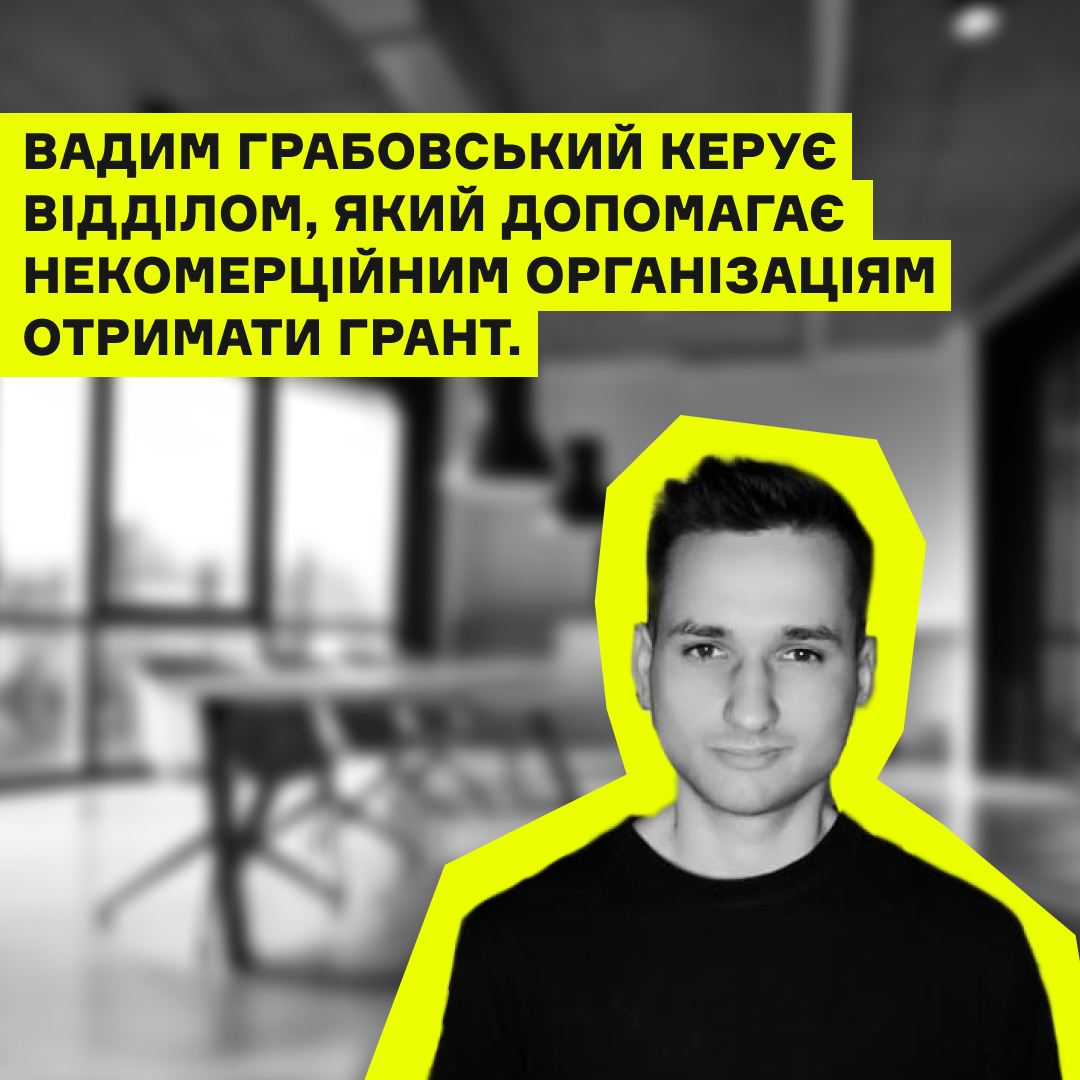 ВАДИМ ГРАБОВСЬКИЙ КЕРУЄ
ВІДДІЛОМ, ЯКИЙ ДОПОМАГАЄ
НЕКОМЕРЦІЙНИМ ОРГАНІЗАЦІЯМ
ОТРИМАТИ ГРАНТ.